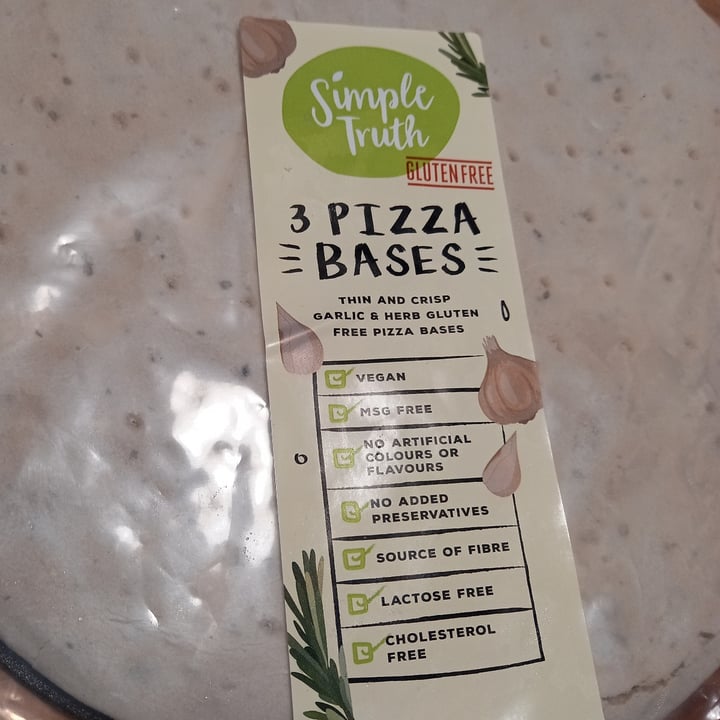 Simple
Truth
GLUTEN FREE
3 PIZZA
BASES
THIN AND CRISP
GARLIC & HERB GLUTEN
FREE PIZZA BASES
VEGAN
MSG FREE
NO ARTIFICIAL
COLOURS OR
FLAVOURS
NO ADDED
PRESERVATIVES
SOURCE OF FIBRE
LACTOSE FREE
CHOLESTEROL
FREE